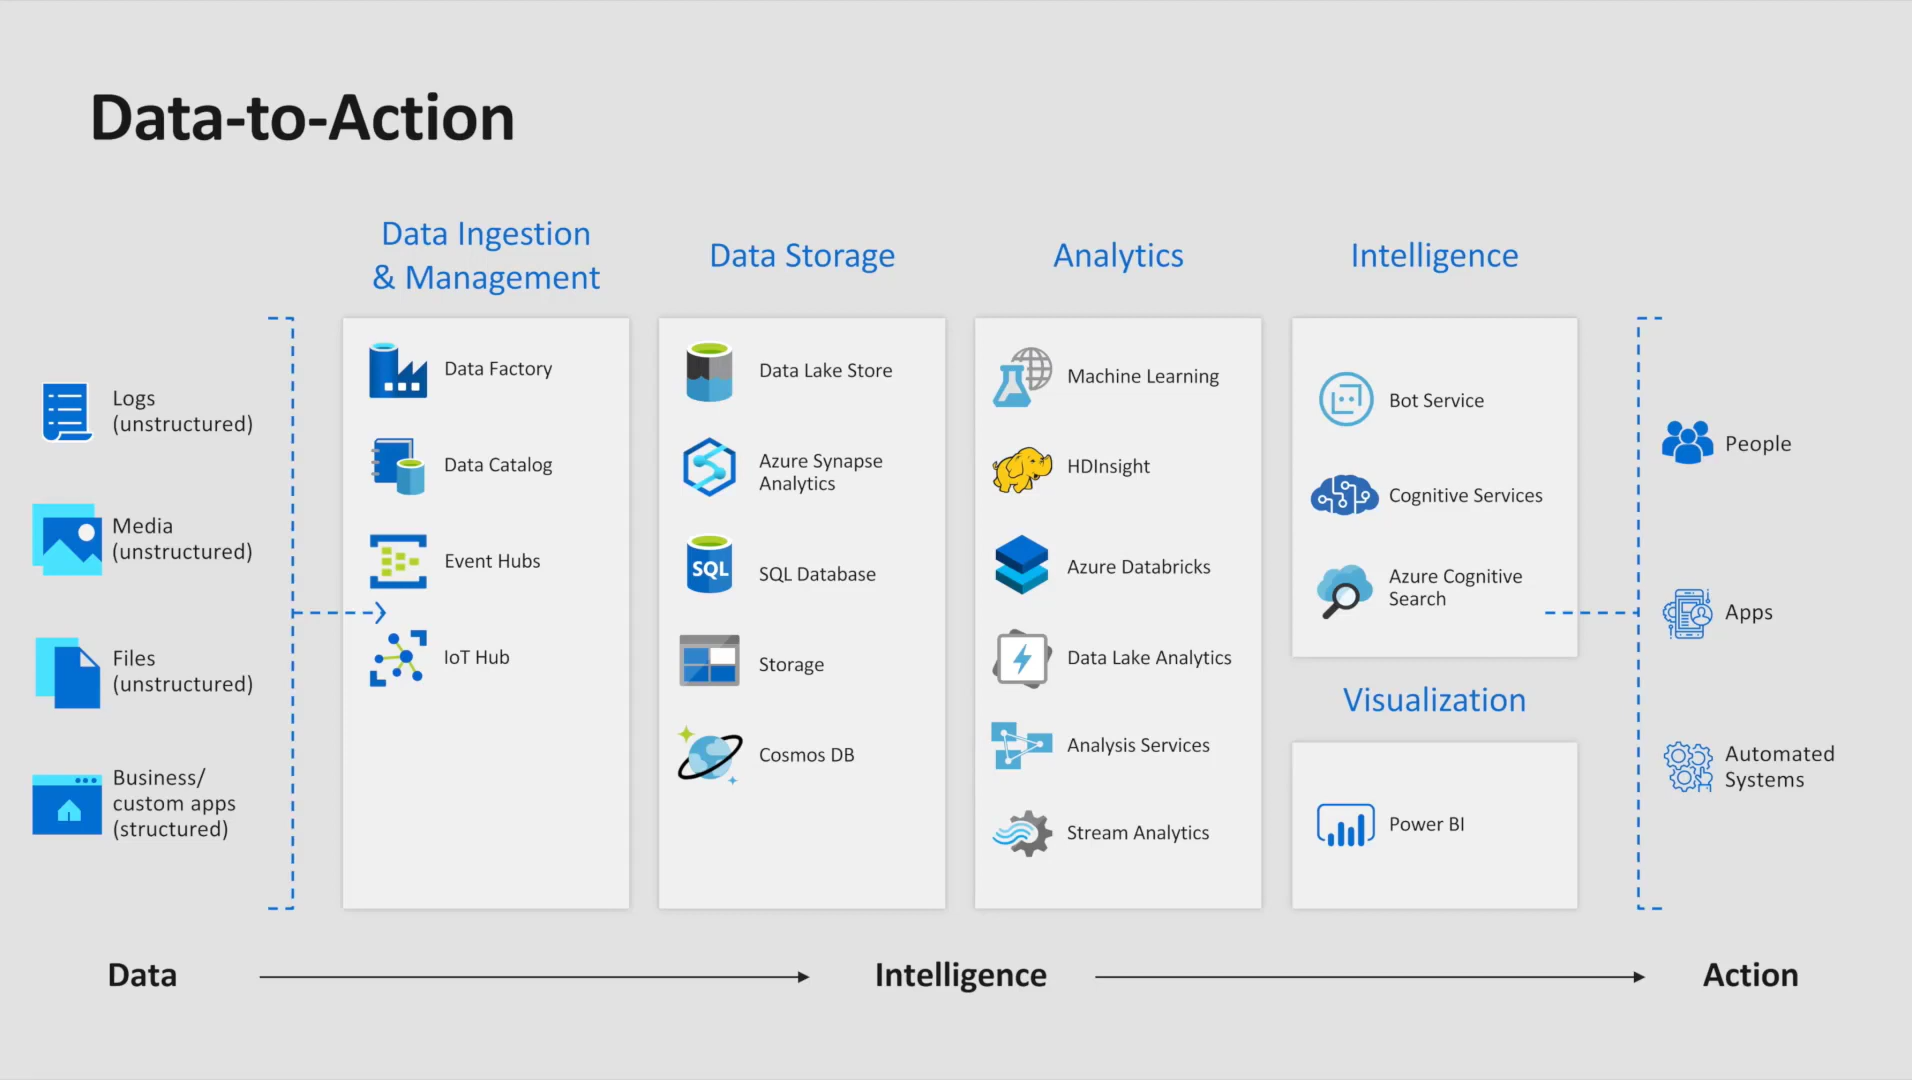 Data-to-Action
Data Ingestion
& Management
Data Storage
Analytics
Intelligence
Logs
(unstructured)
Media
(unstructured)
Files
(unstructured)
Business/
custom apps
(structured)
Data Factory
Data Catalog
Event Hubs
IoT Hub
Data Lake Store
Azure Synapse
Analytics
SQL
SQL Database
Storage
Cosmos DB
Machine Learning
HDInsight
Azure Databricks
Data Lake Analytics
Analysis Services
Stream Analytics
Bot Service
Cognitive Services
Azure Cognitive
Search
Visualization
Power BI
People
Apps
Automated
Systems
Data
Intelligence
Action